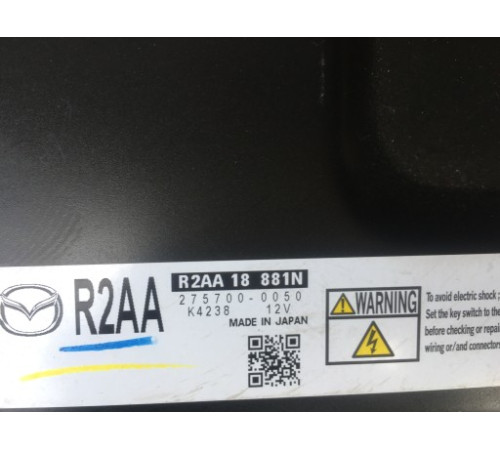 R2AA
R2AA 18 881N
275700-0050
K4238 12V
MADE IN JAPAN
WARNING
To avoid electric shock ;
Set the key switch to the
before checking or repai
wiring or/and connectors